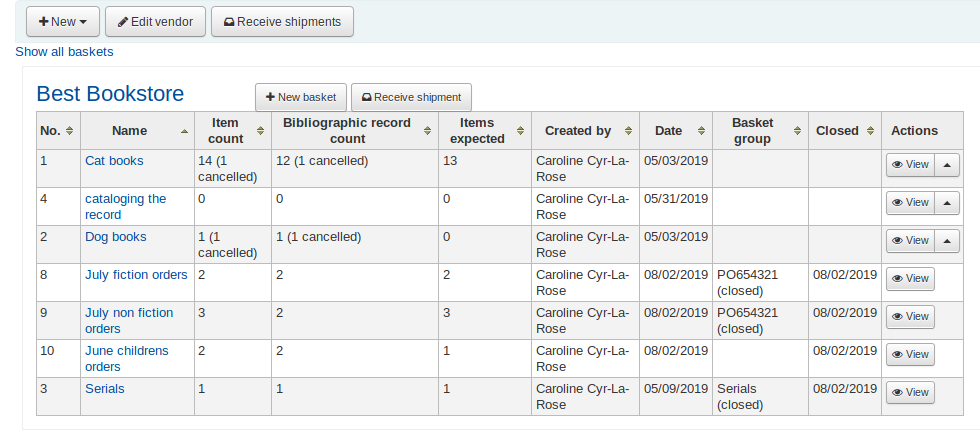 New Edit vendor Receive shipments
Show all baskets
Best Bookstore New basket Receive shipment
No. Name Item count Bibliographic record count Items expected Created by Date Basket group Closed Actions
1 Cat books 14 (1 cancelled) 12 (1 cancelled) 13 Caroline Cyr-La-Rose 05/03/2019 View
4 cataloging the record 0 0 0 Caroline Cyr-La-Rose 05/31/2019 View
2 Dog books 1 (1 cancelled) 1 (1 cancelled) 0 Caroline Cyr-La-Rose 05/03/2019 View
8 July fiction orders 2 2 2 Caroline Cyr-La-Rose 08/02/2019 PO654321 (closed) 08/02/2019 View
9 July non fiction orders 3 2 3 Caroline Cyr-La-Rose 08/02/2019 PO654321 (closed) 08/02/2019 View
10 June childrens orders 2 2 1 Caroline Cyr-La-Rose 08/02/2019 08/02/2019 View
3 Serials 1 1 1 Caroline Cyr-La-Rose 05/09/2019 Serials (closed) 08/02/2019 View